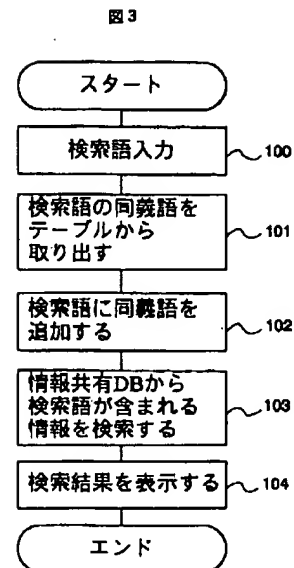 図3
スタート
検索語入力
100
検索語の同義語を
テーブルから
取り出す
101
検索語に同義語を
追加する
102
情報共有DBから
検索語が含まれる
情報を検索する
103
検索結果を表示する
104
エンド